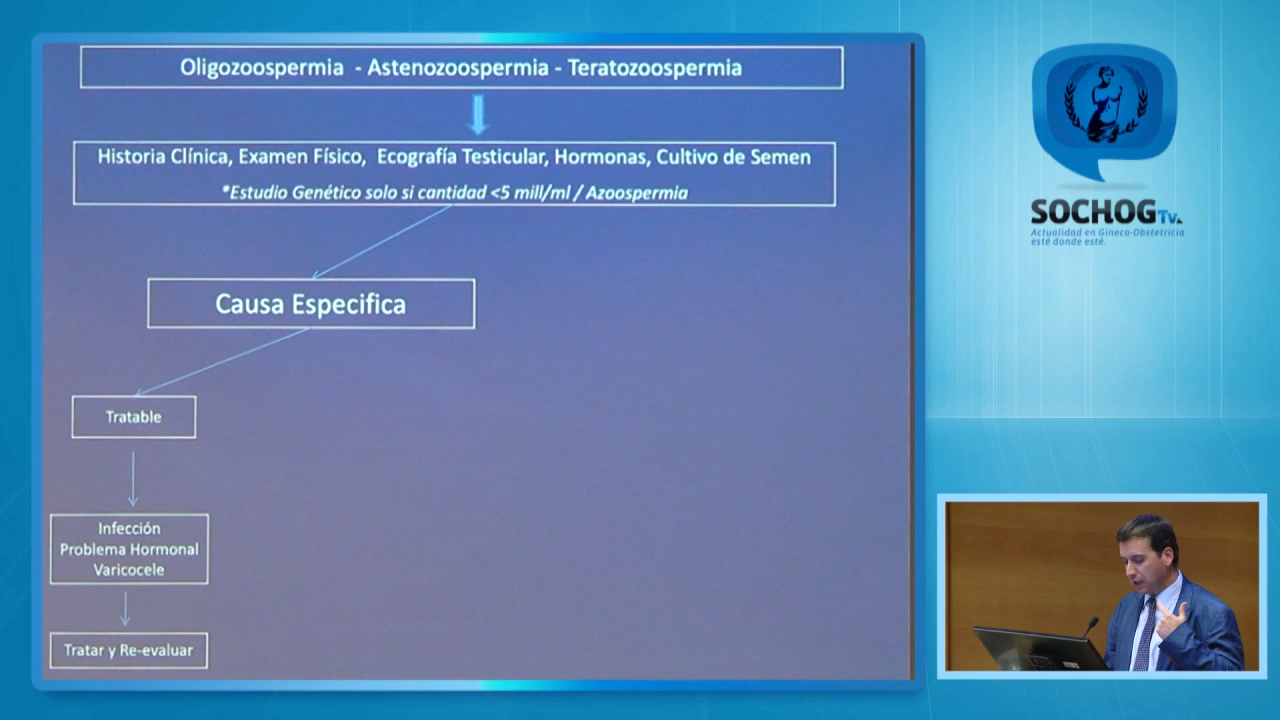 Oligozoospermia - Astenozoospermia - Teratozoospermia
Historia Clínica, Examen Físico, Ecografía Testicular, Hormonas, Cultivo de Semen
*Estudio Genético solo si cantidad <5 mill/ml / Azoospermia
Causa Especifica
Tratable
Infección
Problema Hormonal
Varicocele
Tratar y Re-evaluar
SOCHOG Tv.
Actualidad en Gineco-Obstetricia
esté donde esté.